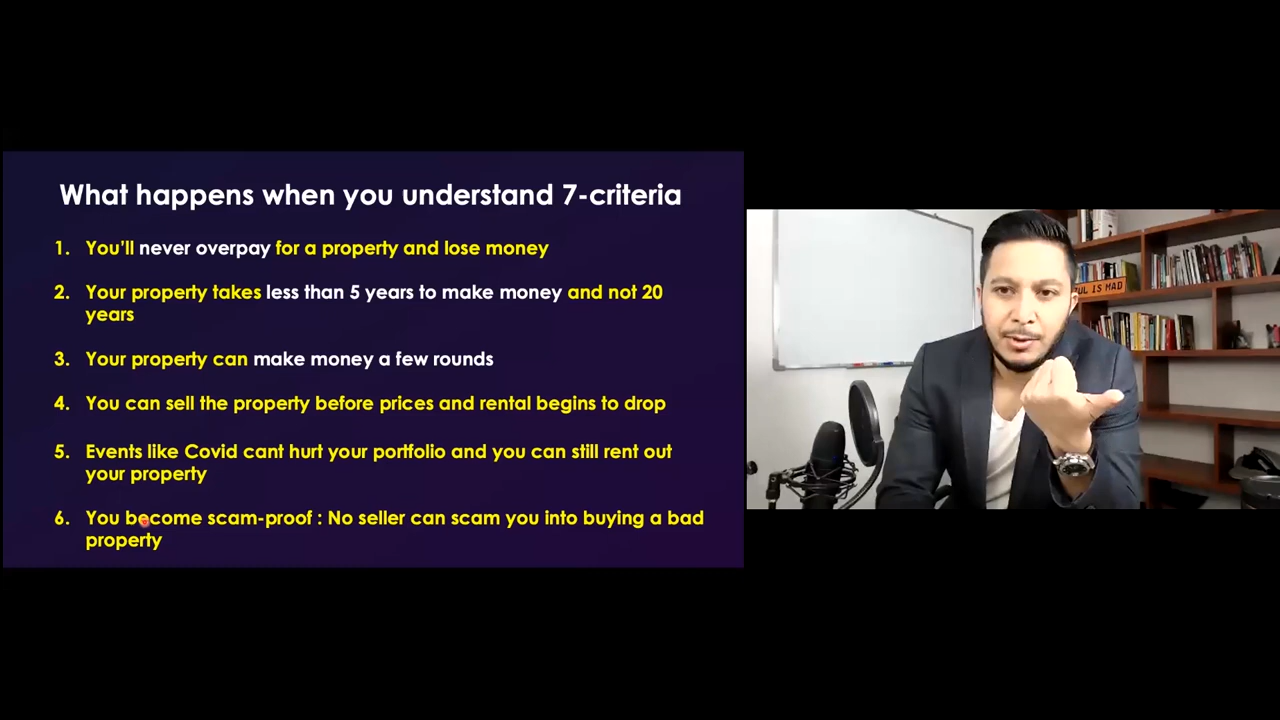 What happens when you understand 7-criteria
1. You'll never overpay for a property and lose money
2. Your property takes less than 5 years to make money and not 20
years
3. Your property can make money a few rounds
4. You can sell the property before prices and rental begins to drop
5. Events like Covid cant hurt your portfolio and you can still rent out
your property
6. You become scam-proof : No seller can scam you into buying a bad
property
UL IS MAD